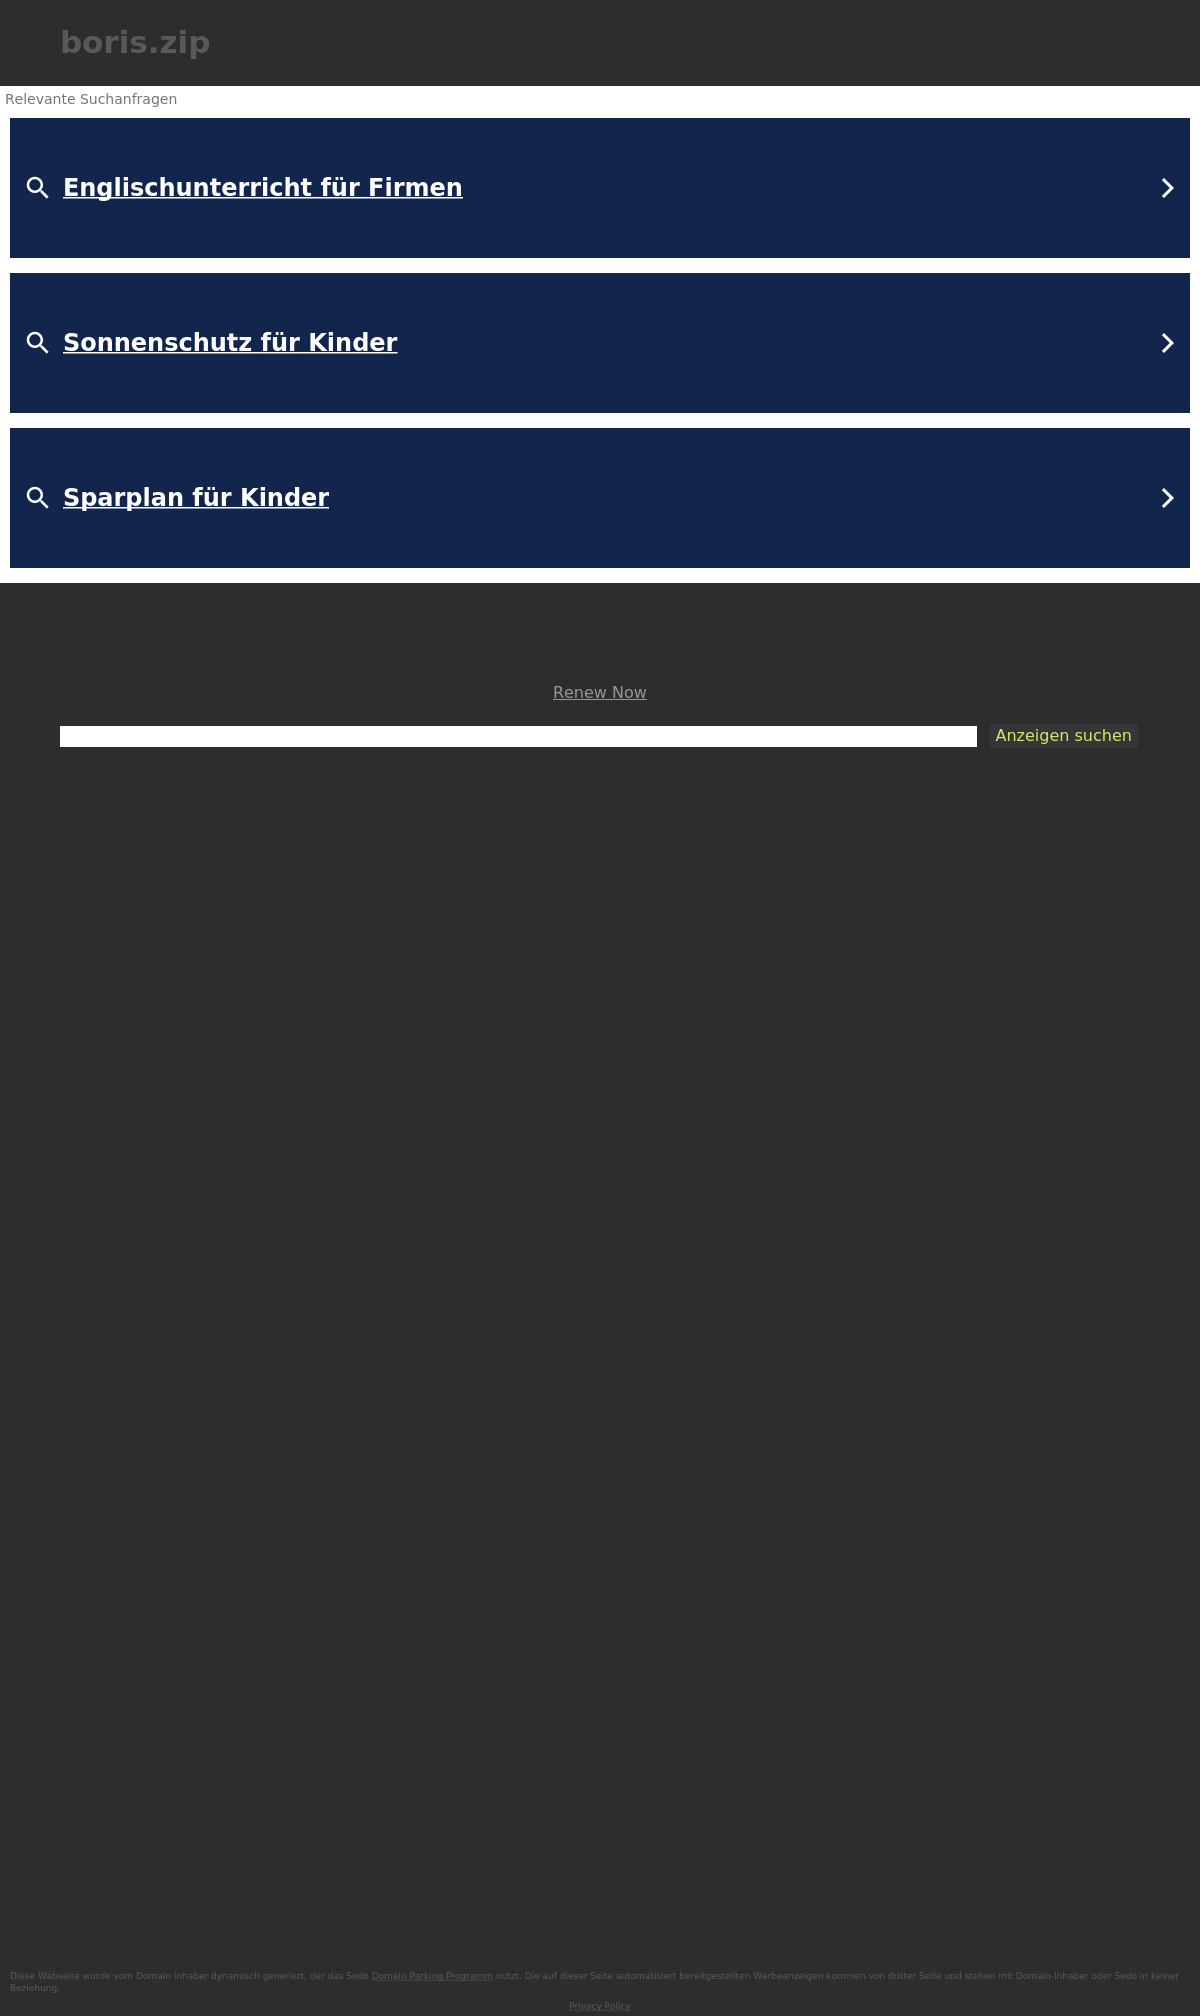 boris.zip
Relevante Suchanfragen
Englischunterricht für Firmen
Sonnenschutz für Kinder
Sparplan für Kinder
Renew Now
Anzeigen suchen
Diese Webseite wurde vom Domain Inhaber dynamisch generiert, der das Sedo Domain Parking Programm nutzt. Die auf dieser Seite automatisiert bereitgestellten Werbeanzeigen kommen von dritter Seite und stehen mit Domain-Inhaber oder Sedo in keiner
Beziehung.
Privacy Policy